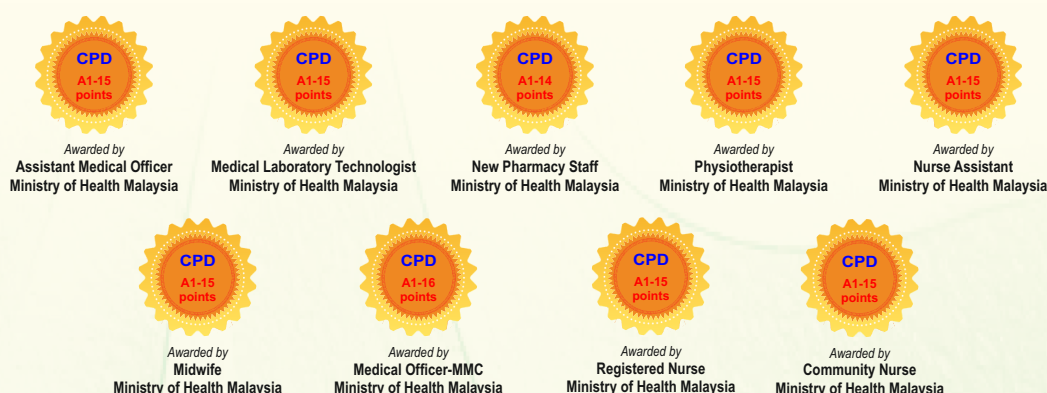 CPD
A1-15
points
Awarded by
Assistant Medical Officer
Ministry of Health Malaysia
CPD
A1-15
points
Awarded by
Medical Laboratory Technologist
Ministry of Health Malaysia
CPD
A1-14
points
Awarded by
New Pharmacy Staff
Ministry of Health Malaysia
CPD
A1-15
points
Awarded by
Physiotherapist
Ministry of Health Malaysia
CPD
A1-15
points
Awarded by
Nurse Assistant
Ministry of Health Malaysia
CPD
A1-15
points
Awarded by
Midwife
Ministry of Health Malaysia
CPD
A1-16
points
Awarded by
Medical Officer-MMC
Ministry of Health Malaysia
CPD
A1-15
points
Awarded by
Registered Nurse
Ministry of Health Malaysia
CPD
A1-15
points
Awarded by
Community Nurse
Ministry of Health Malaysia